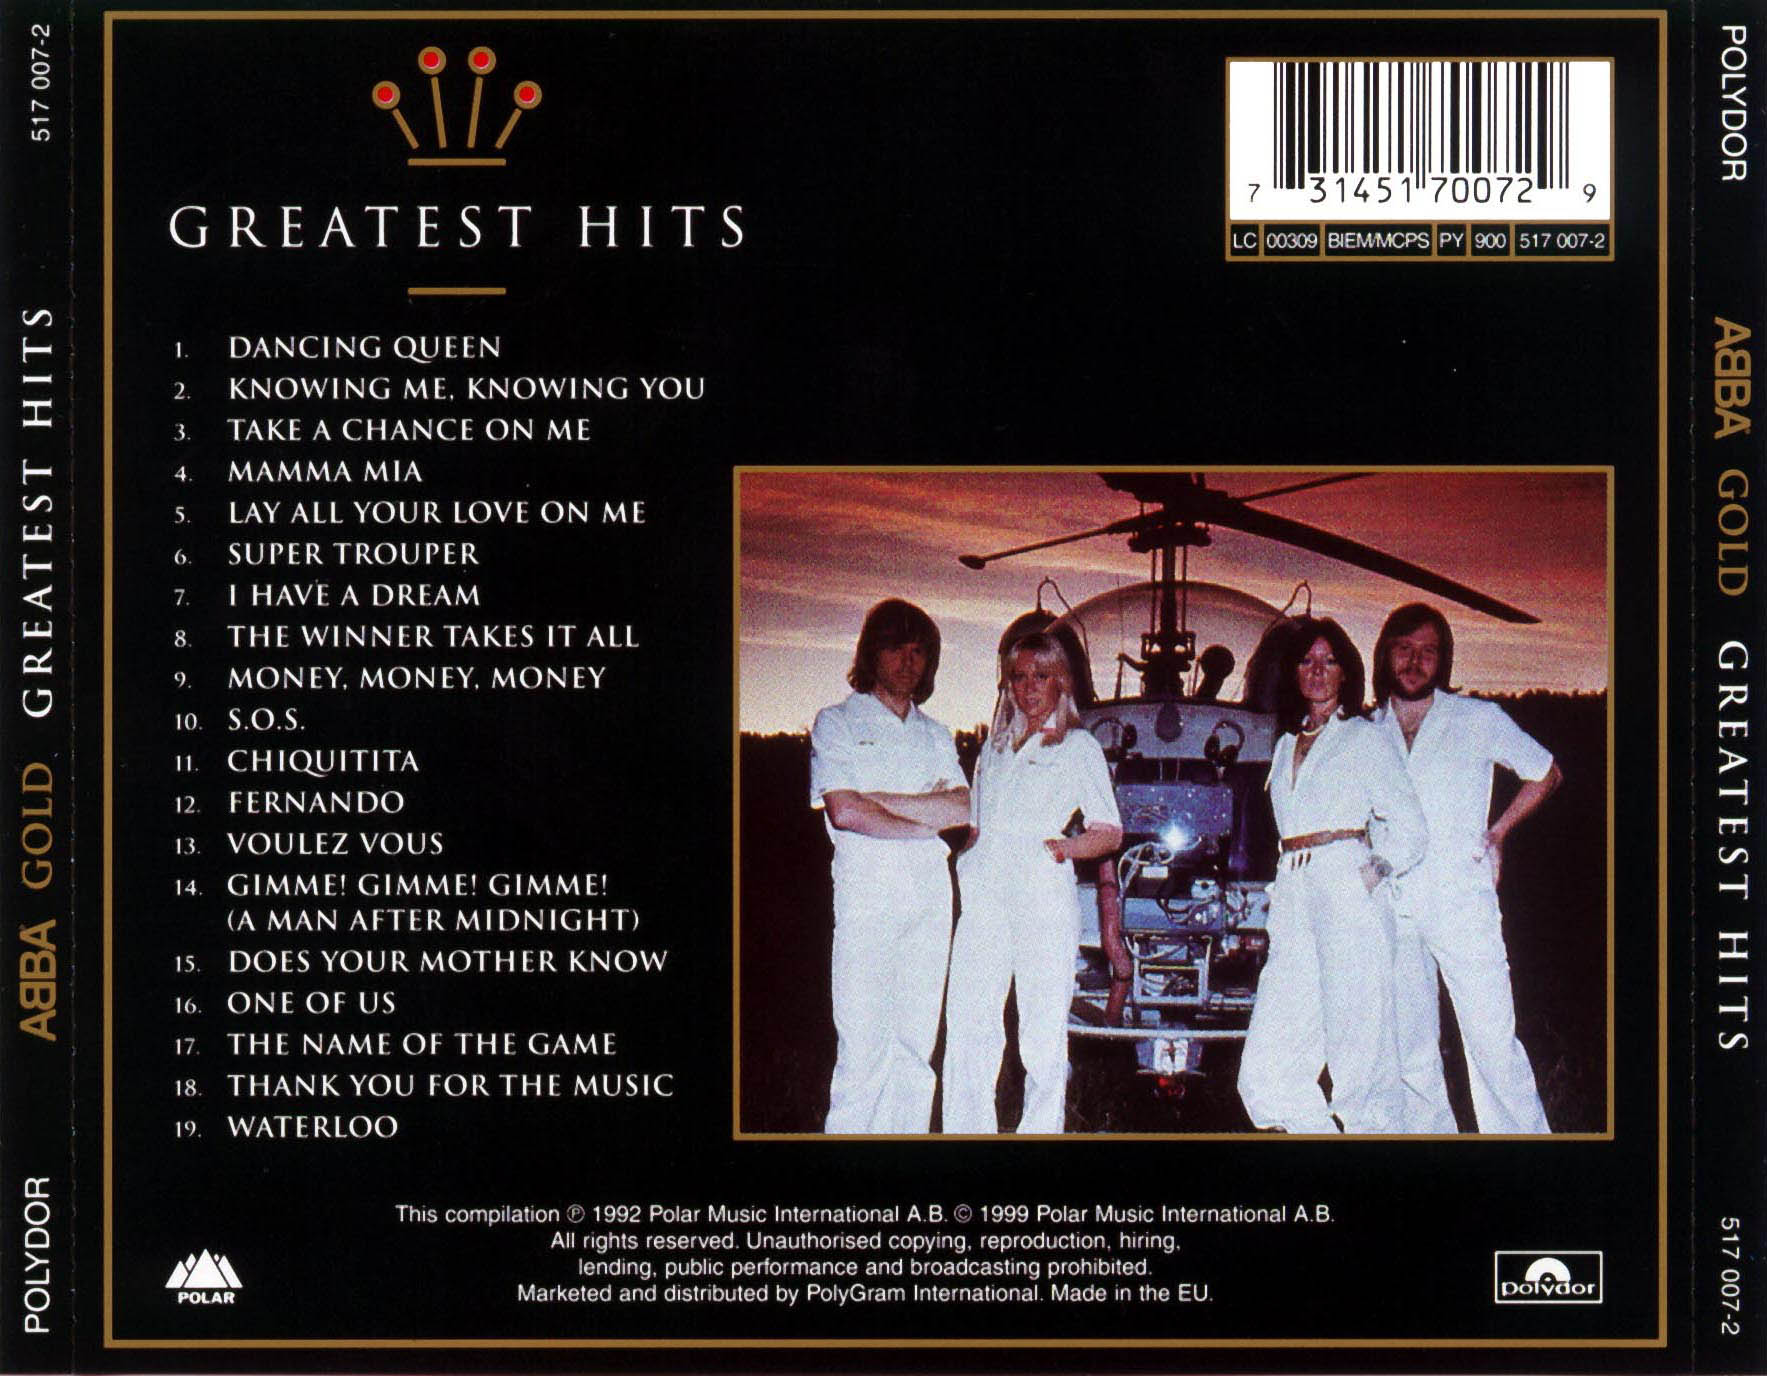 517 007-2
GREATEST HITS
ABBA GOLD
POLYDOR
GREATEST HITS
1. DANCING QUEEN
2. KNOWING ME, KNOWING YOU
3. TAKE A CHANCE ON ME
4. MAMMA MIA
5. LAY ALL YOUR LOVE ON ME
6. SUPER TROUPER
7. I HAVE A DREAM
8. THE WINNER TAKES IT ALL
9. MONEY, MONEY, MONEY
10. S.O.S.
11. CHIQUITITA
12. FERNANDO
13. VOULEZ VOUS
14. GIMME! GIMME! GIMME!
(A MAN AFTER MIDNIGHT)
15. DOES YOUR MOTHER KNOW
16. ONE OF US
17. THE NAME OF THE GAME
18. THANK YOU FOR THE MUSIC
19. WATERLOO
7 31451 70072 9
LC 00309 BIEM/MCPS PY 900 517 007-2
This compilation ℗ 1992 Polar Music International A.B. © 1999 Polar Music International A.B.
All rights reserved. Unauthorised copying, reproduction, hiring,
lending, public performance and broadcasting prohibited.
Marketed and distributed by PolyGram International. Made in the EU.
POLAR
polydor
POLYDOR
ABBA GOLD GREATEST HITS
517 007-2